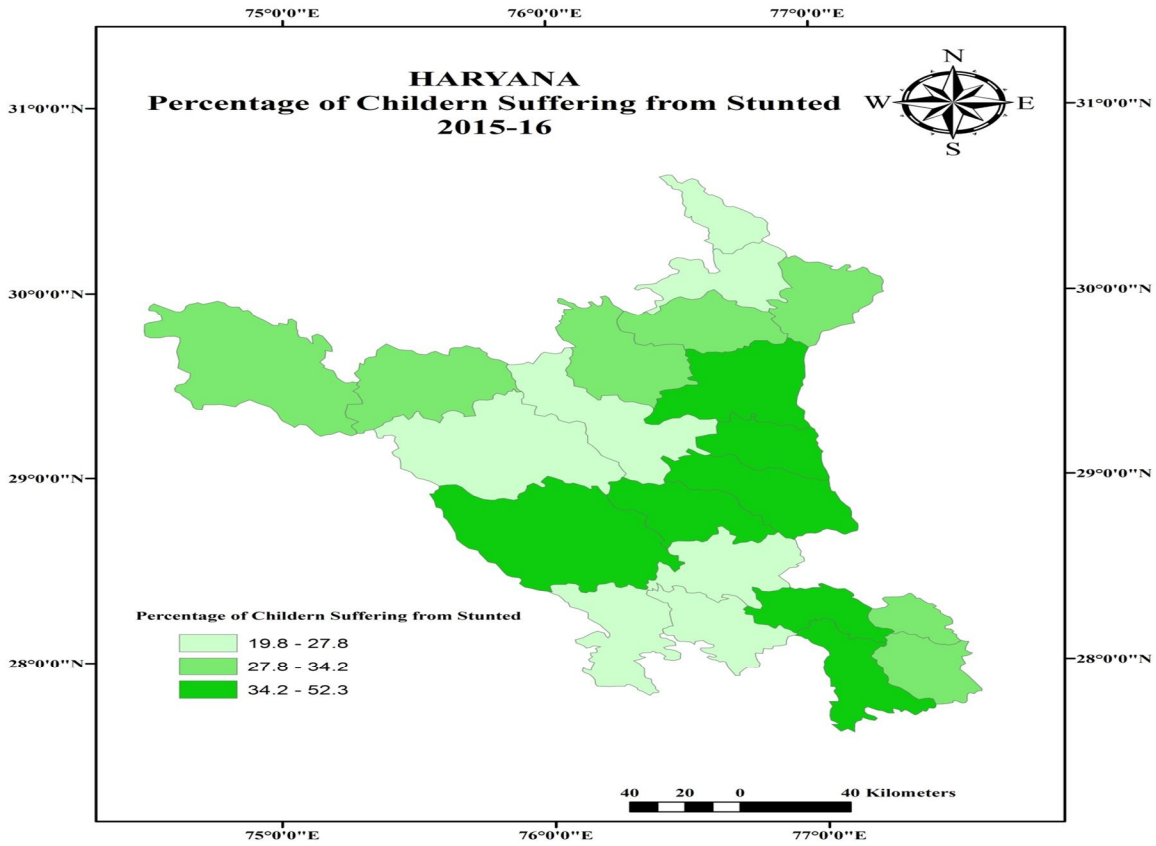 75°0'0"E 76°0'0"E 77°0'0"E
HARYANA
Percentage of Childern Suffering from Stunted
2015-16
N
W E
S
31°0'0"N 31°0'0"N
30°0'0"N 30°0'0"N
29°0'0"N 29°0'0"N
Percentage of Childern Suffering from Stunted
19.8 - 27.8
27.8 - 34.2
34.2 - 52.3
28°0'0"N 28°0'0"N
40 20 0 40 Kilometers
75°0'0"E 76°0'0"E 77°0'0"E